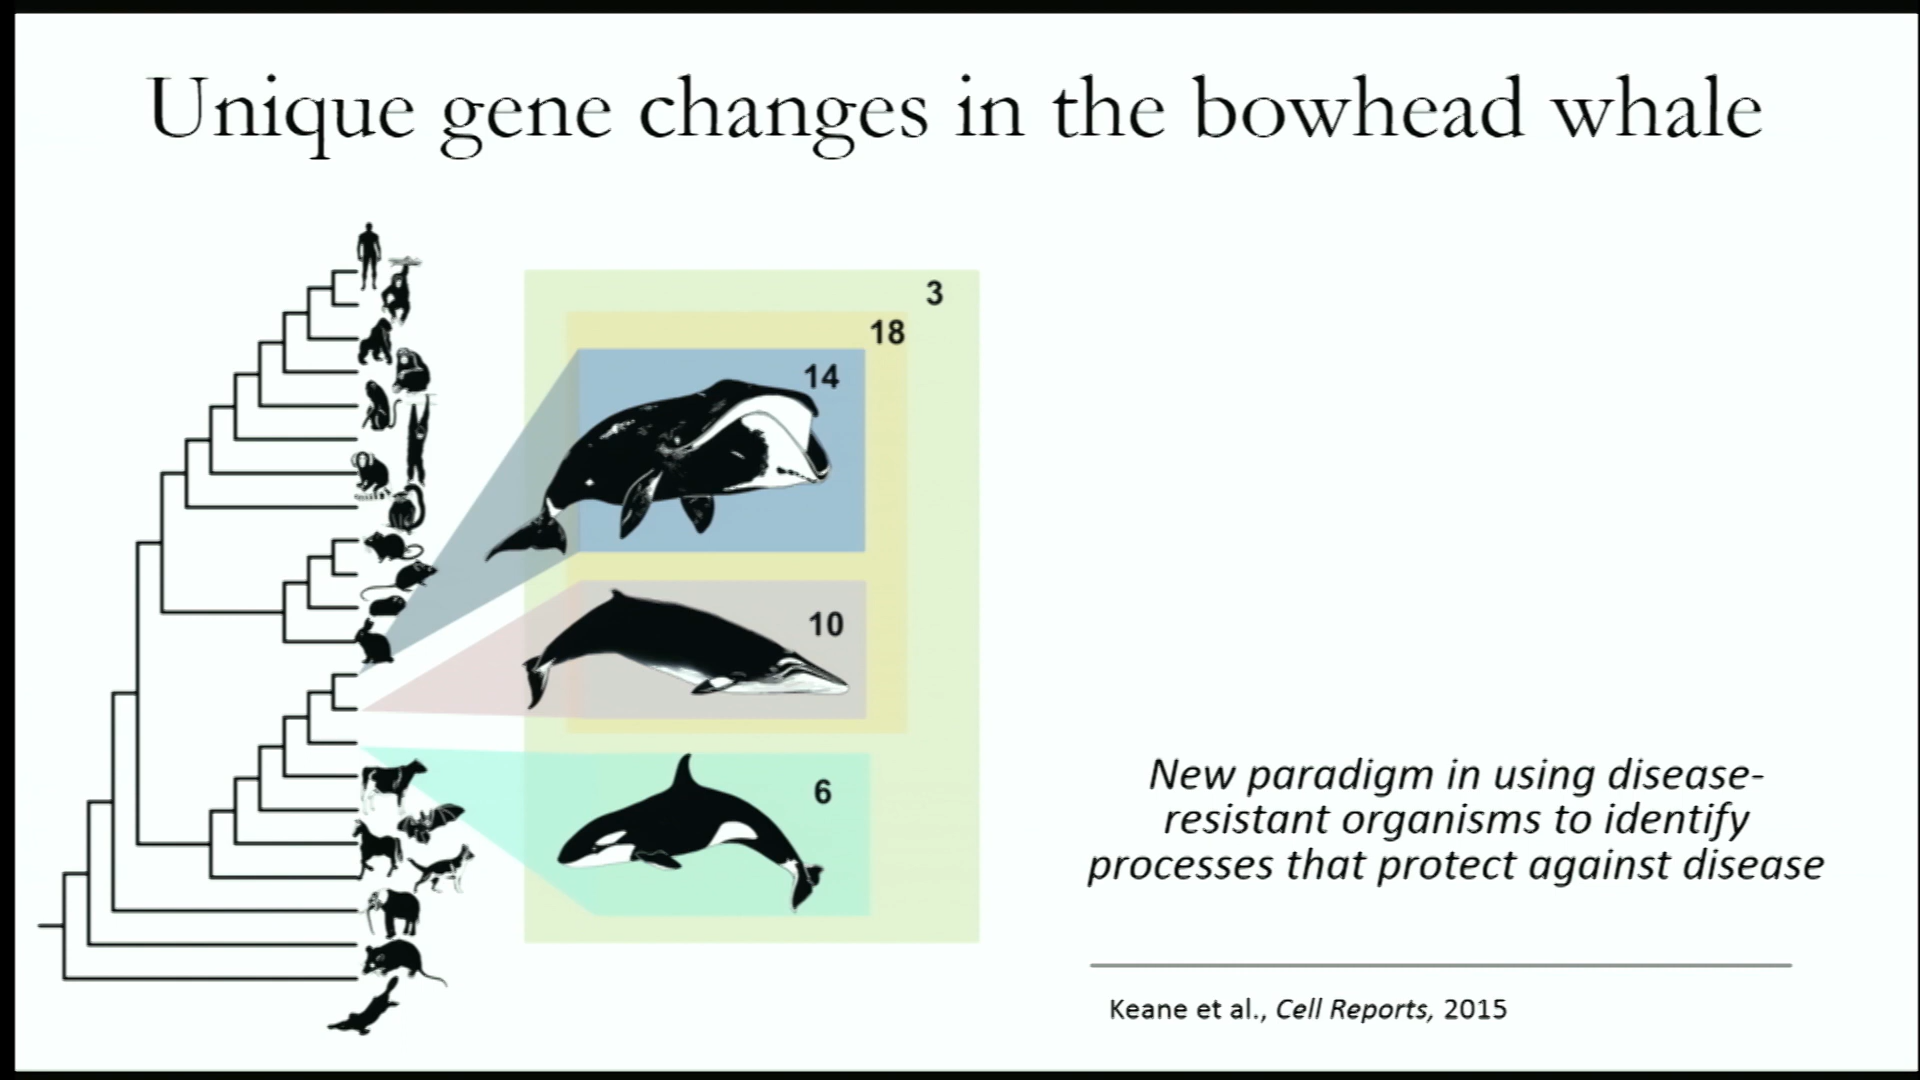 Unique gene changes in the bowhead whale
3
18
14
10
6
New paradigm in using disease-
resistant organisms to identify
processes that protect against disease
Keane et al., Cell Reports, 2015